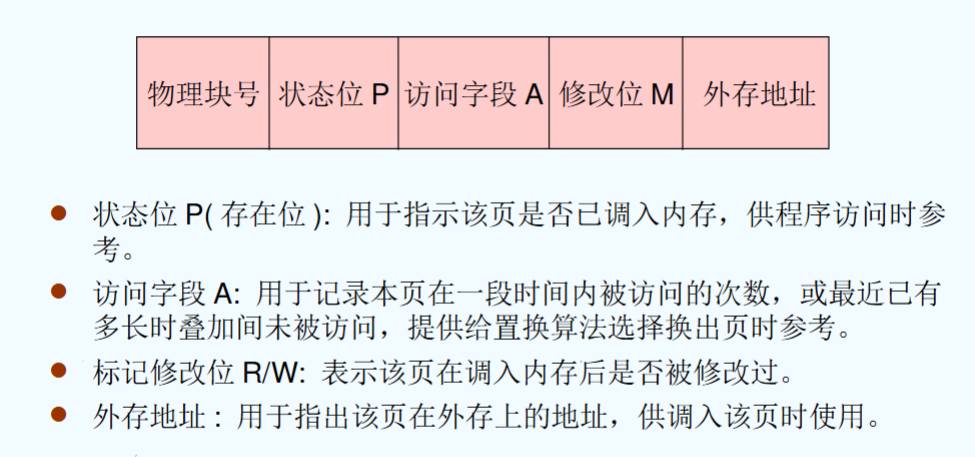 物理块号 状态位 P 访问字段 A 修改位 M 外存地址
状态位 P( 存在位 ): 用于指示该页是否已调入内存，供程序访问时参
考。
访问字段 A: 用于记录本页在一段时间内被访问的次数，或最近已有
多长时叠加间未被访问，提供给置换算法选择换出页时参考。
标记修改位 R/W: 表示该页在调入内存后是否被修改过。
外存地址 : 用于指出该页在外存上的地址，供调入该页时使用。